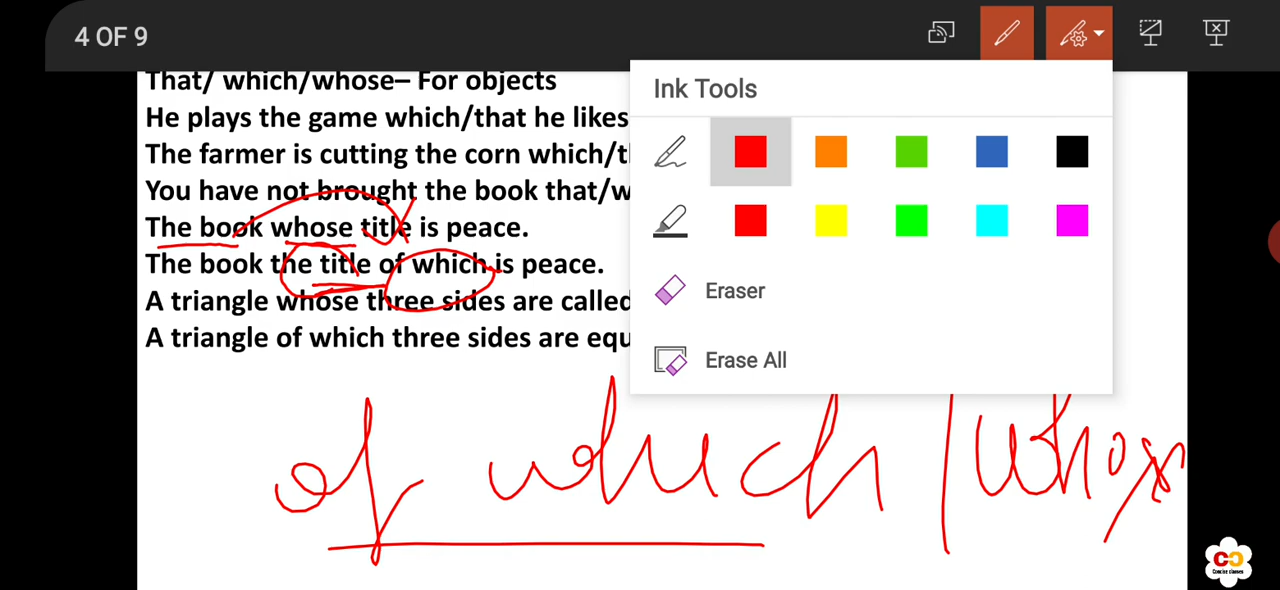 4 OF 9
That/ which/whose– For objects
He plays the game which/that he likes
The farmer is cutting the corn which/t
You have not brought the book that/w
The book whose title is peace.
The book the title of which is peace.
A triangle whose three sides are called
A triangle of which three sides are equ
Ink Tools
Eraser
Erase All
of which / whose
Concise classes